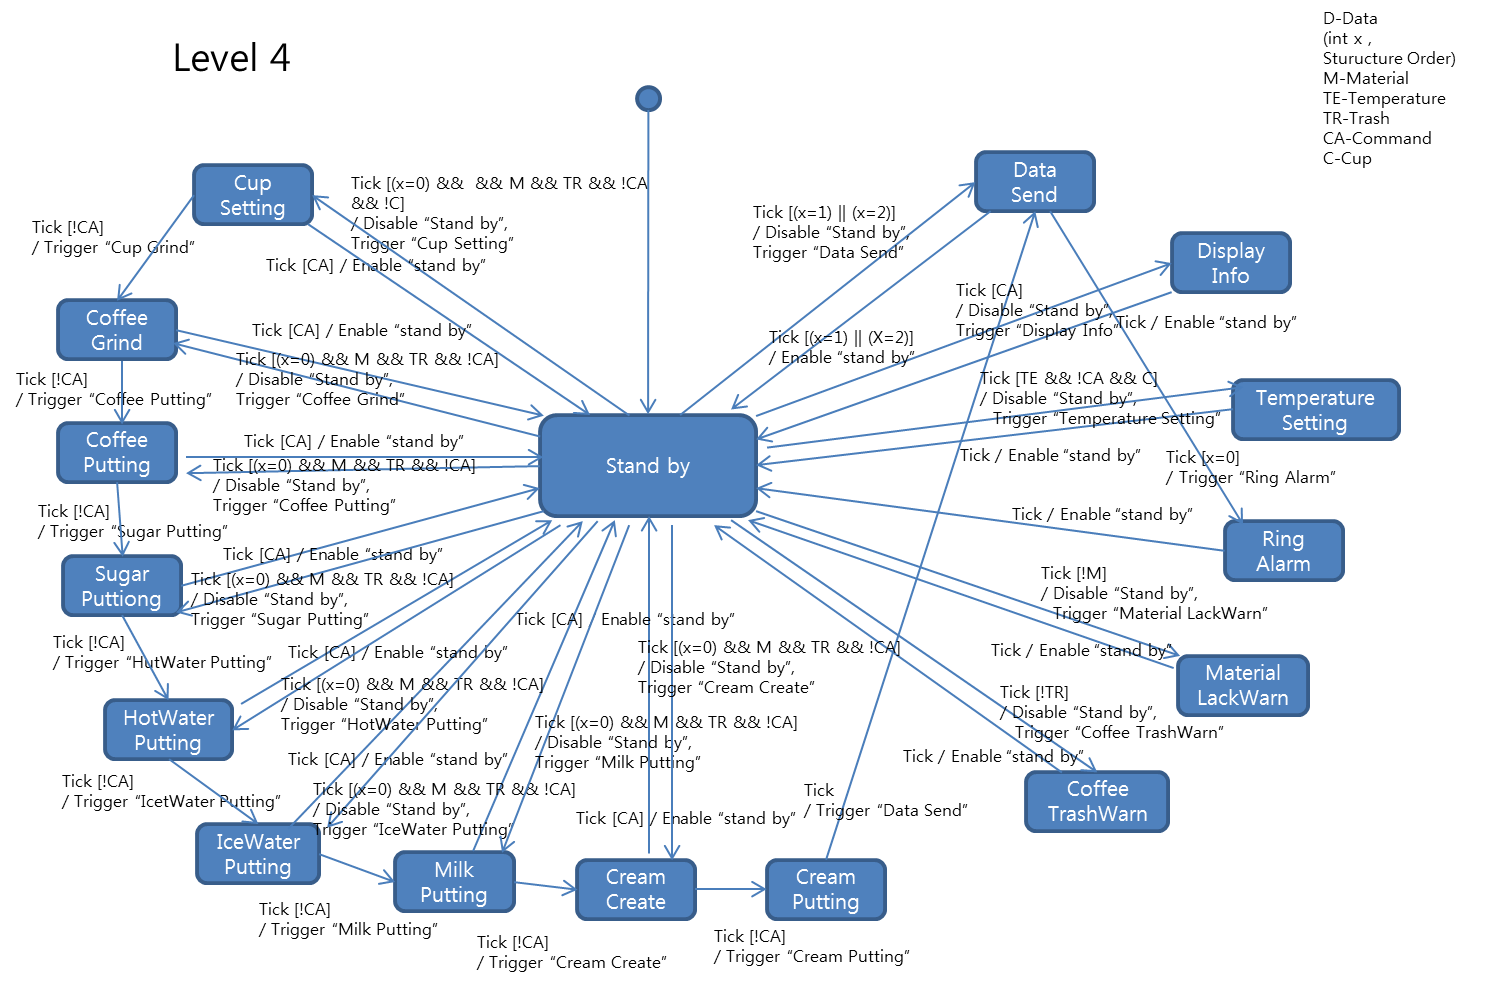 Level 4
D-Data
(int x ,
Sturucture Order)
M-Material
TE-Temperature
TR-Trash
CA-Command
C-Cup
Cup
Setting
Tick [(x=0) &&  && M && TR && !CA
&& !C]
/ Disable “Stand by”,
Trigger “Cup Setting”
Tick [CA] / Enable “stand by”
Tick [!CA]
/ Trigger “Cup Grind”
Data
Send
Tick [(x=1) || (x=2)]
/ Disable “Stand by”,
Trigger “Data Send”
Display
Info
Tick [CA]
/ Disable “Stand by”,
Trigger “Display Info”
Tick / Enable “stand by”
Tick [(x=1) || (X=2)]
/ Enable “stand by”
Coffee
Grind
Tick [CA] / Enable “stand by”
Tick [(x=0) && M && TR && !CA]
/ Disable “Stand by”,
Trigger “Coffee Grind”
Tick [!CA]
/ Trigger “Coffee Putting”
Tick [TE && !CA && C]
/ Disable “Stand by”,
Trigger “Temperature Setting”
Temperature
Setting
Tick / Enable “stand by”
Coffee
Putting
Tick [CA] / Enable “stand by”
Tick [(x=0) && M && TR && !CA]
/ Disable “Stand by”,
Trigger “Coffee Putting”
Stand by
Tick [x=0]
/ Trigger “Ring Alarm”
Tick [!CA]
/ Trigger “Sugar Putting”
Tick / Enable “stand by”
Ring
Alarm
Sugar
Puttiong
Tick [CA] / Enable “stand by”
Tick [(x=0) && M && TR && !CA]
/ Disable “Stand by”,
Trigger “Sugar Putting”
Tick [!M]
/ Disable “Stand by”,
Trigger “Material LackWarn”
Tick / Enable “stand by”
Material
LackWarn
Tick [CA]    Enable “stand by”
Tick [!CA]
/ Trigger “HutWater Putting”
Tick [CA] / Enable “stand by”
Tick [(x=0) && M && TR && !CA]
/ Disable “Stand by”,
Trigger “HotWater Putting”
Tick [(x=0) && M && TR && !CA]
/ Disable “Stand by”,
Trigger “Cream Create”
HotWater
Putting
Tick [!TR]
/ Disable “Stand by”,
Trigger “Coffee TrashWarn”
Tick / Enable “stand by”
Coffee
TrashWarn
Tick [(x=0) && M && TR && !CA]
/ Disable “Stand by”,
Trigger “Milk Putting”
Tick [CA] / Enable “stand by”
Tick [!CA]
/ Trigger “IcetWater Putting”
Tick [(x=0) && M && TR && !CA]
/ Disable “Stand by”,
Trigger “IceWater Putting”
Tick [CA] / Enable “stand by”
Tick
/ Trigger “Data Send”
IceWater
Putting
Milk
Putting
Cream
Create
Cream
Putting
Tick [!CA]
/ Trigger “Milk Putting”
Tick [!CA]
/ Trigger “Cream Create”
Tick [!CA]
/ Trigger “Cream Putting”